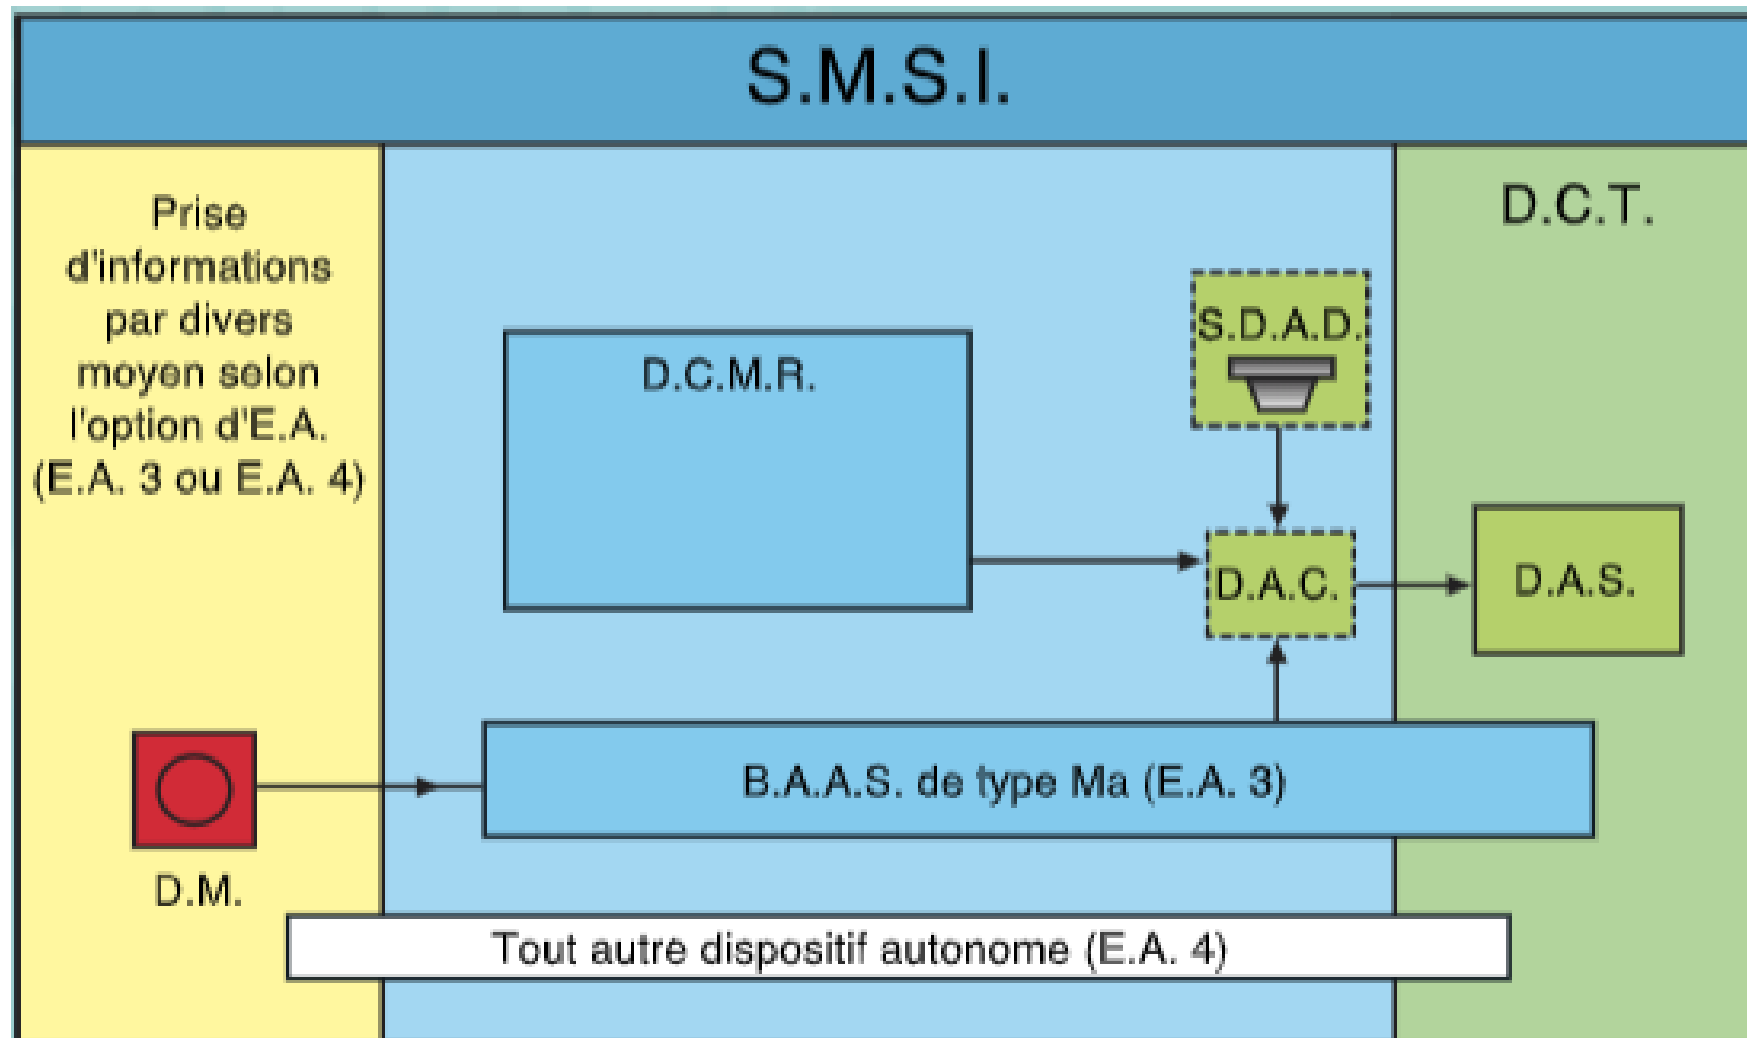 S.M.S.I.
Prise
d'informations
par divers
moyen selon
l'option d'E.A.
(E.A. 3 ou E.A. 4)
D.M.
D.C.M.R.
S.D.A.D.
D.A.C.
D.C.T.
D.A.S.
B.A.A.S. de type Ma (E.A. 3)
Tout autre dispositif autonome (E.A. 4)